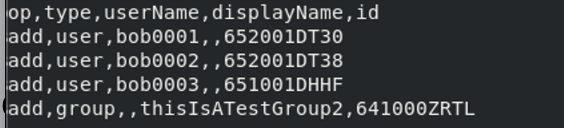 op,type,userName,displayName,id
add,user,bob0001,,652001DT30
add,user,bob0002,,652001DT38
add,user,bob0003,,651001DHHF
add,group,,thisIsATestGroup2,641000ZRTL